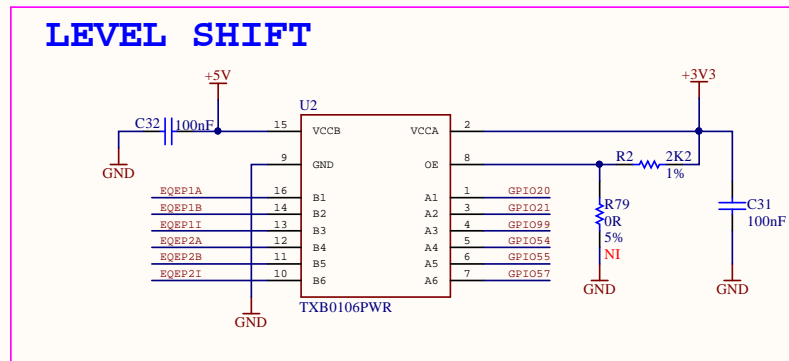 LEVEL SHIFT
+5V
+3V3
U2
C32 100nF
15 VCCB VCCA 2
9 GND OE 8
R2 2K2
1%
GND
EQEP1A 16 B1 A1 1 GPIO20
EQEP1B 14 B2 A2 3 GPIO21
EQEP1I 13 B3 A3 4 GPIO99
EQEP2A 12 B4 A4 5 GPIO54
EQEP2B 11 B5 A5 6 GPIO55
EQEP2I 10 B6 A6 7 GPIO57
R79
0R
5%
NI
C31
100nF
TXB0106PWR
GND
GND
GND